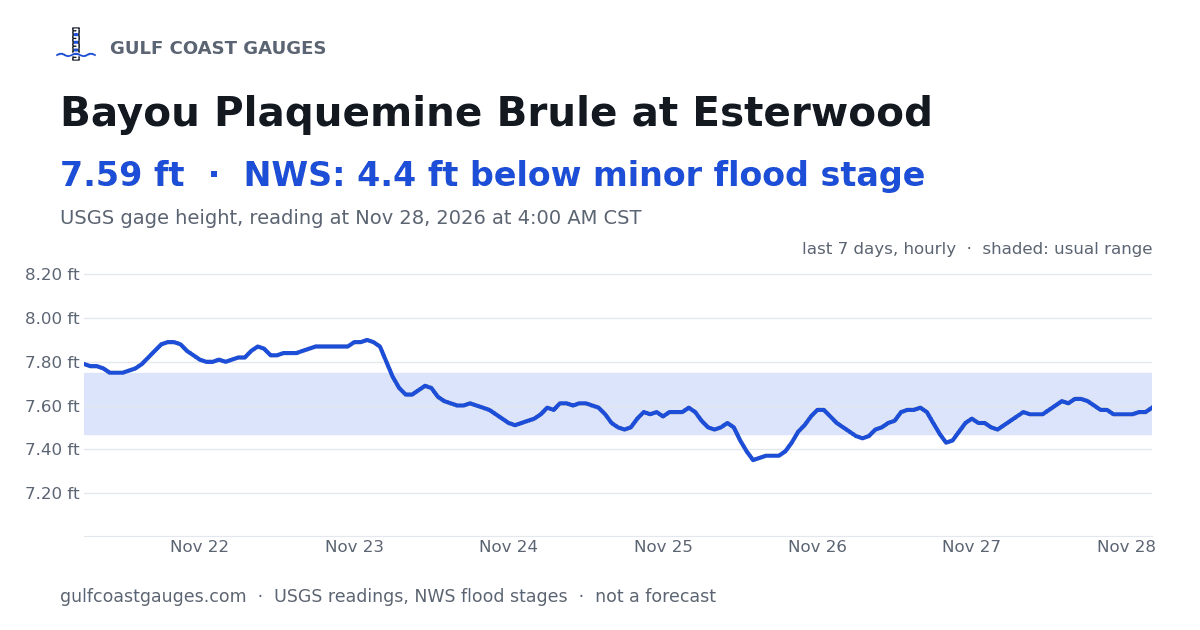 GULF COAST GAUGES
Bayou Plaquemine Brule at Esterwood
7.59 ft · NWS: 4.4 ft below minor flood stage
USGS gage height, reading at Nov 28, 2026 at 4:00 AM CST
last 7 days, hourly · shaded: usual range
8.20 ft
8.00 ft
7.80 ft
7.60 ft
7.40 ft
7.20 ft
Nov 22 Nov 23 Nov 24 Nov 25 Nov 26 Nov 27 Nov 28
gulfcoastgauges.com · USGS readings, NWS flood stages · not a forecast